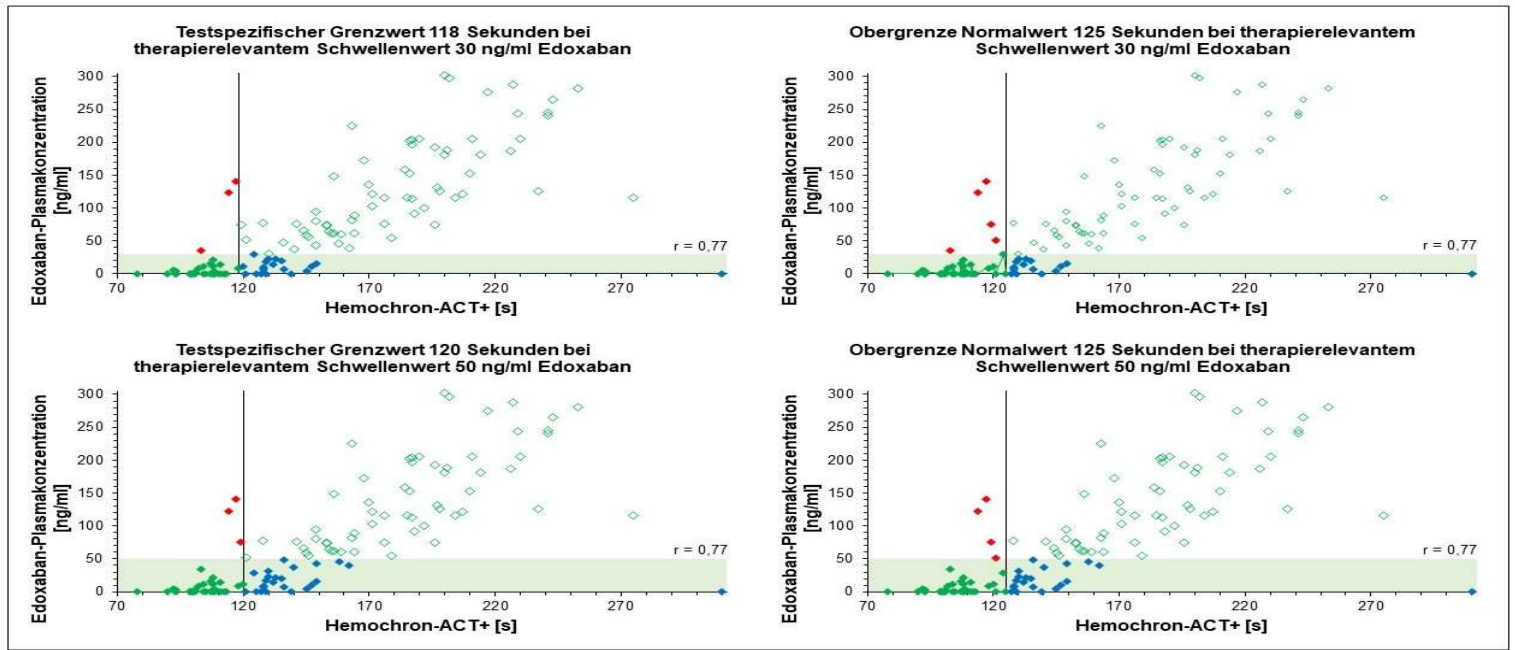 Testspezifischer Grenzwert 118 Sekunden bei
therapierelevantem Schwellenwert 30 ng/ml Edoxaban
Edoxaban-Plasmakonzentration
[ng/ml]
300
250
200
150
100
50
0
r = 0,77
70 120 170 220 270
Hemochron-ACT+ [s]
Obergrenze Normalwert 125 Sekunden bei therapierelevantem
Schwellenwert 30 ng/ml Edoxaban
Edoxaban-Plasmakonzentration
[ng/ml]
300
250
200
150
100
50
0
r = 0,77
70 120 170 220 270
Hemochron-ACT+ [s]
Testspezifischer Grenzwert 120 Sekunden bei
therapierelevantem Schwellenwert 50 ng/ml Edoxaban
Edoxaban-Plasmakonzentration
[ng/ml]
300
250
200
150
100
50
0
r = 0,77
70 120 170 220 270
Hemochron-ACT+ [s]
Obergrenze Normalwert 125 Sekunden bei therapierelevantem
Schwellenwert 50 ng/ml Edoxaban
Edoxaban-Plasmakonzentration
[ng/ml]
300
250
200
150
100
50
0
r = 0,77
70 120 170 220 270
Hemochron-ACT+ [s]